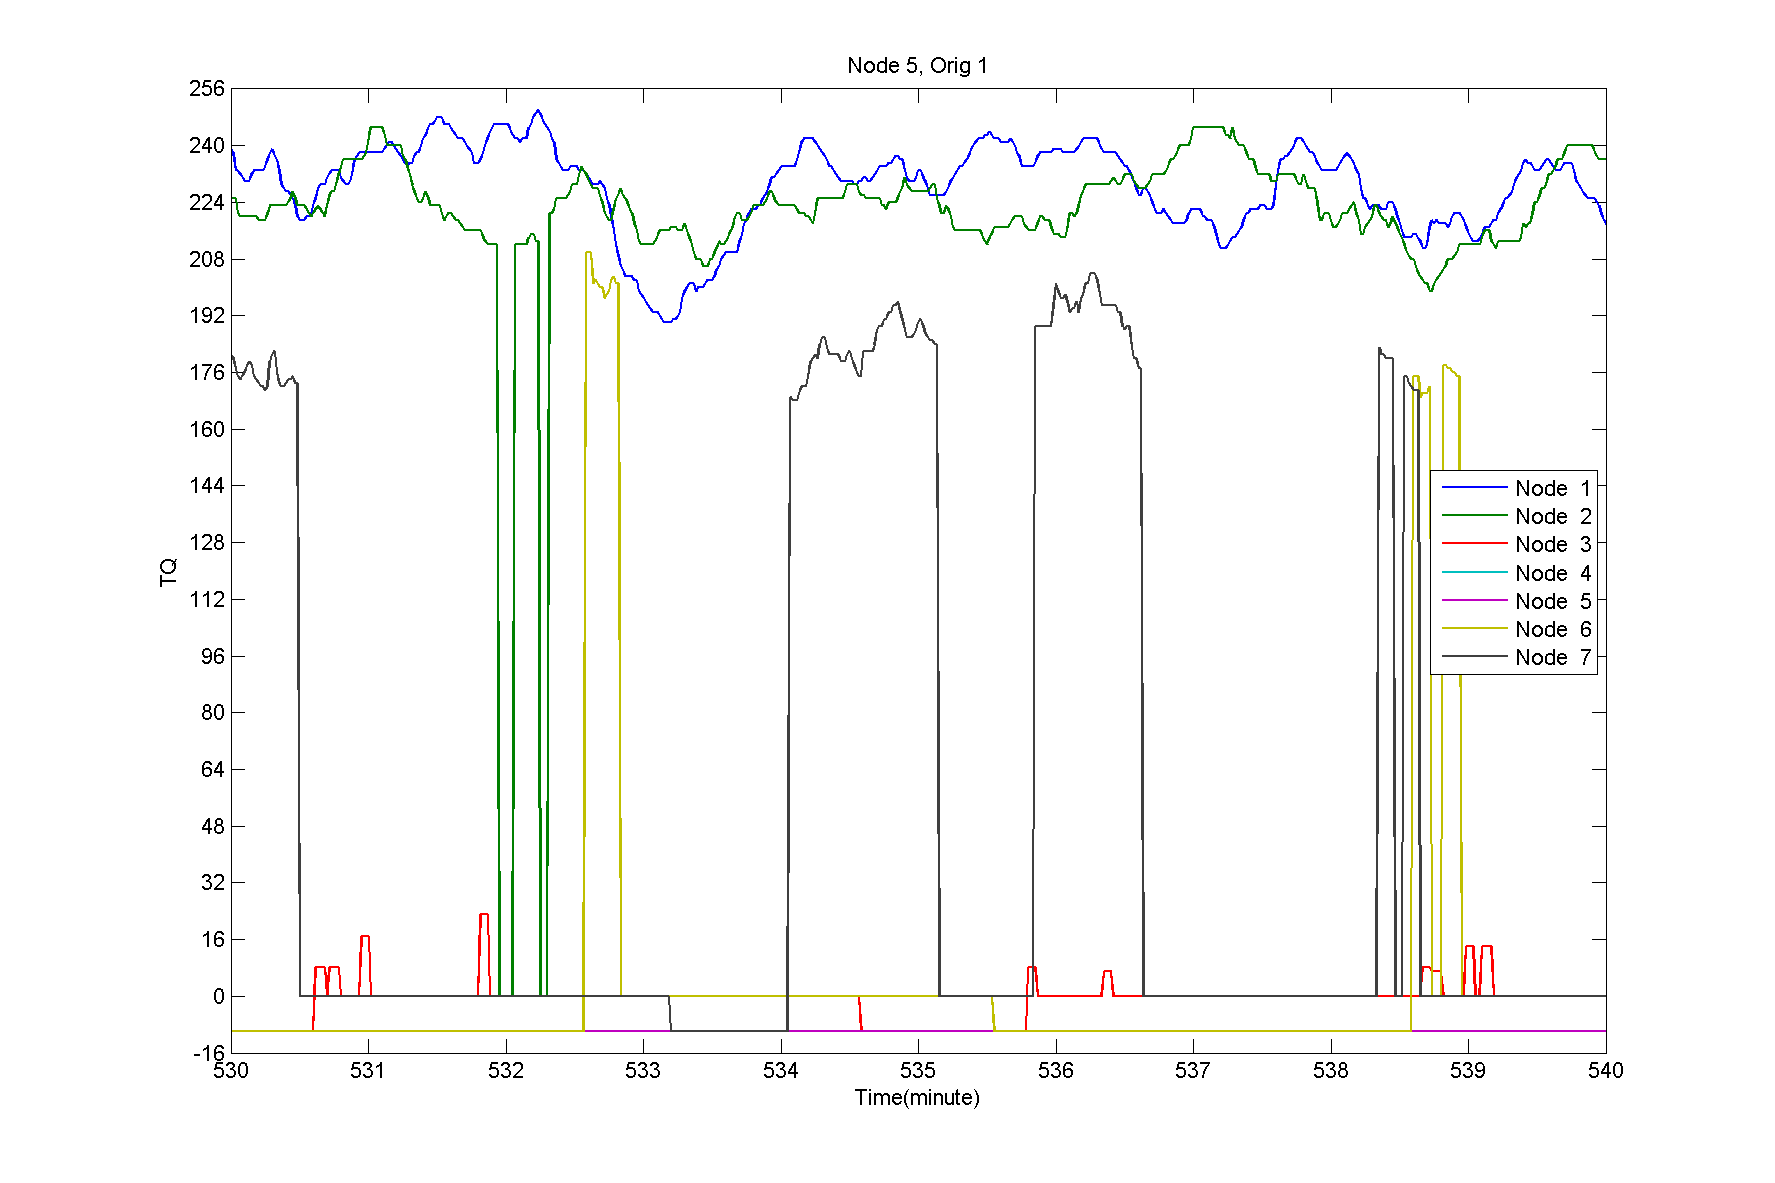 Node 5, Orig 1
256
240
224
208
192
176
160
144
128
112
96
80
64
48
32
16
0
-16
TQ
Node 1
Node 2
Node 3
Node 4
Node 5
Node 6
Node 7
530 531 532 533 534 535 536 537 538 539 540
Time(minute)